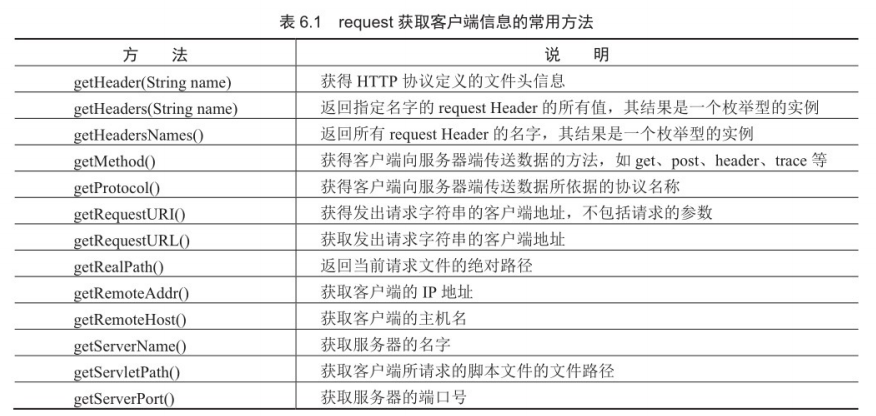 表 6.1 request 获取客户端信息的常用方法
方 法 说 明
getHeader(String name) 获得 HTTP 协议定义的文件头信息
getHeaders(String name) 返回指定名字的 request Header 的所有值，其结果是一个枚举型的实例
getHeadersNames() 返回所有 request Header 的名字，其结果是一个枚举型的实例
getMethod() 获得客户端向服务器端传送数据的方法，如 get、post、header、trace 等
getProtocol() 获得客户端向服务器端传送数据所依据的协议名称
getRequestURI() 获得发出请求字符串的客户端地址，不包括请求的参数
getRequestURL() 获取发出请求字符串的客户端地址
getRealPath() 返回当前请求文件的绝对路径
getRemoteAddr() 获取客户端的 IP 地址
getRemoteHost() 获取客户端的主机名
getServerName() 获取服务器的名字
getServletPath() 获取客户端所请求的脚本文件的文件路径
getServerPort() 获取服务器的端口号